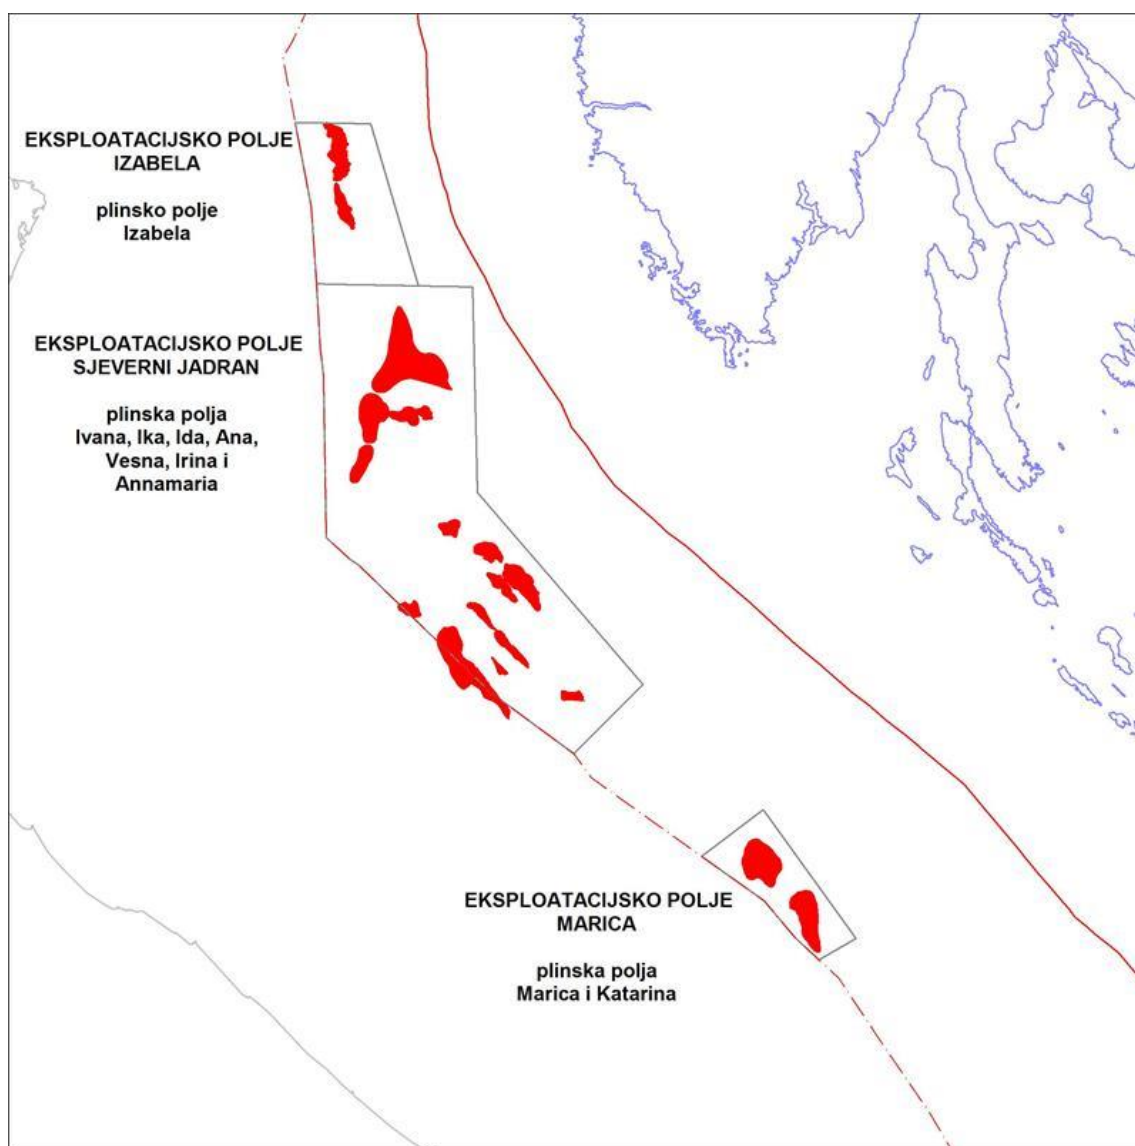 EKSPLOATACIJSKO POLJE
IZABELA
plinsko polje
Izabela
EKSPLOATACIJSKO POLJE
SJEVERNI JADRAN
plinska polja
Ivana, Ika, Ida, Ana,
Vesna, Irina i
Annamaria
EKSPLOATACIJSKO POLJE
MARICA
plinska polja
Marica i Katarina